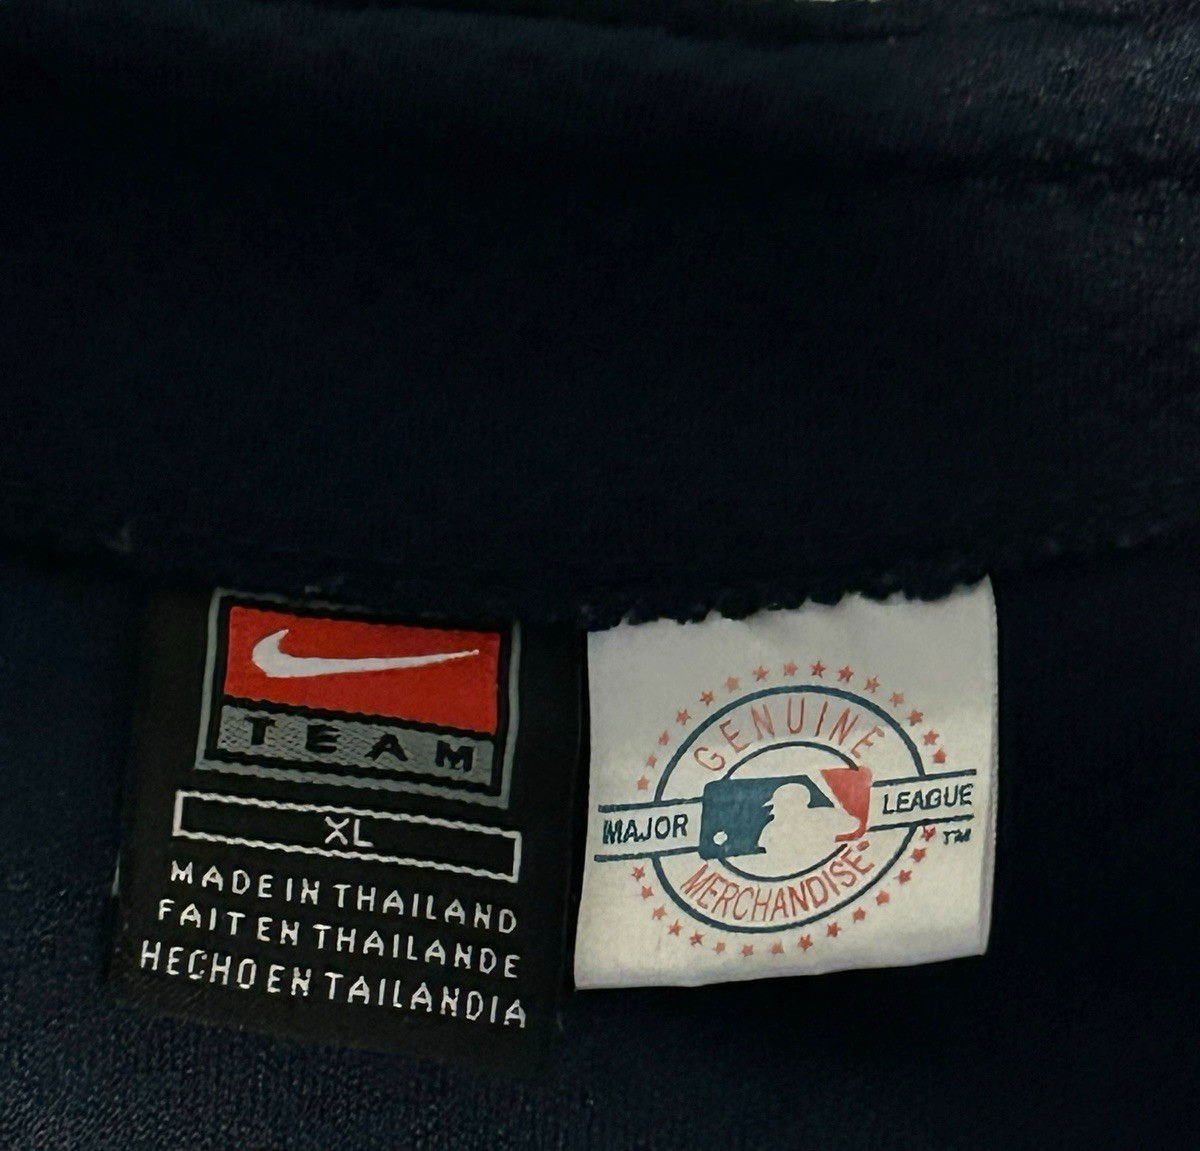 TEAM
XL
MADE IN THAILAND
FAIT EN THAILANDE
HECHO EN TAILANDIA
GENUINE
MAJOR LEAGUE
MERCHANDISE
TM